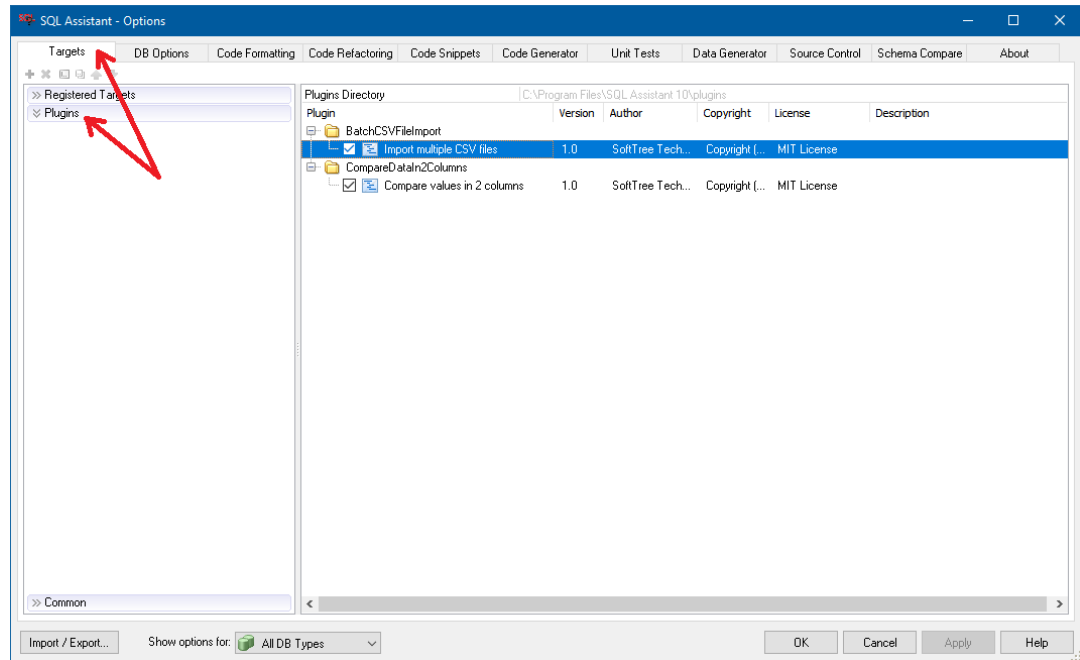 SQL Assistant - Options
Targets DB Options Code Formatting Code Refactoring Code Snippets Code Generator Unit Tests Data Generator Source Control Schema Compare About
Registered Targets Plugins Directory C:\Program Files\SQL Assistant 10\plugins
Plugins Plugin Version Author Copyright License Description
BatchCSVFileImport
Import multiple CSV files 1.0 SoftTree Tech... Copyright (... MIT License
CompareDataIn2Columns
Compare values in 2 columns 1.0 SoftTree Tech... Copyright (... MIT License
Common
Import / Export... Show options for: All DB Types OK Cancel Apply Help